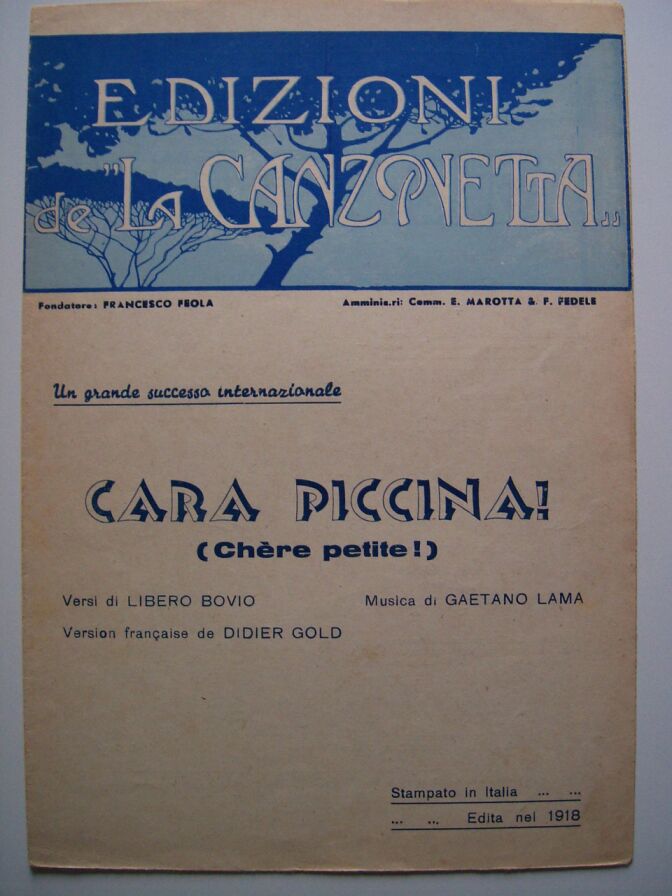 EDIZIONI
de "LA CANZONETTA"
Fondatore: FRANCESCO FEOLA
Amminis.ri: Comm. E. MAROTTA & F. FEDELE
Un grande successo internazionale
CARA PICCINA!
(Chère petite!)
Versi di LIBERO BOVIO
Musica di GAETANO LAMA
Version française de DIDIER GOLD
Stampato in Italia ... ...
... ... Edita nel 1918